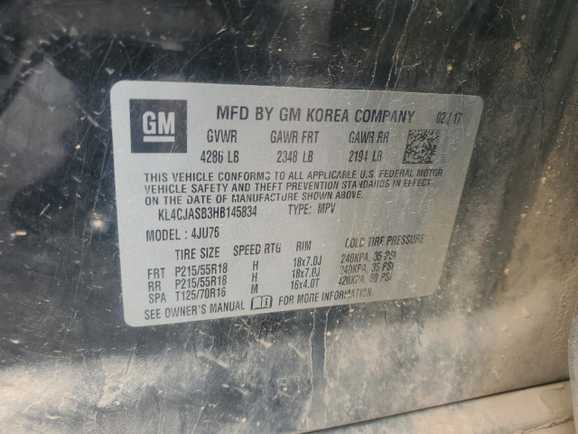 GM
MFD BY GM KOREA COMPANY 02/17
GVWR GAWR FRT GAWR RR
4286 LB 2348 LB 2194 LB
THIS VEHICLE CONFORMS TO ALL APPLICABLE U.S. FEDERAL MOTOR
VEHICLE SAFETY AND THEFT PREVENTION STANDARDS IN EFFECT ON
THE DATE OF MANUFACTURE SHOWN ABOVE.
KL4CJASB3HB145834 TYPE: MPV
MODEL : 4JU76
TIRE SIZE SPEED RTG RIM COLD TIRE PRESSURE
FRT P215/55R18 H 18x7.0J 240KPA, 35 PSI
RR P215/55R18 H 18x7.0J 240KPA, 35 PSI
SPA T125/70R16 M 16x4.0T 420KPA, 60 PSI
SEE OWNER'S MANUAL FOR MORE INFORMATION